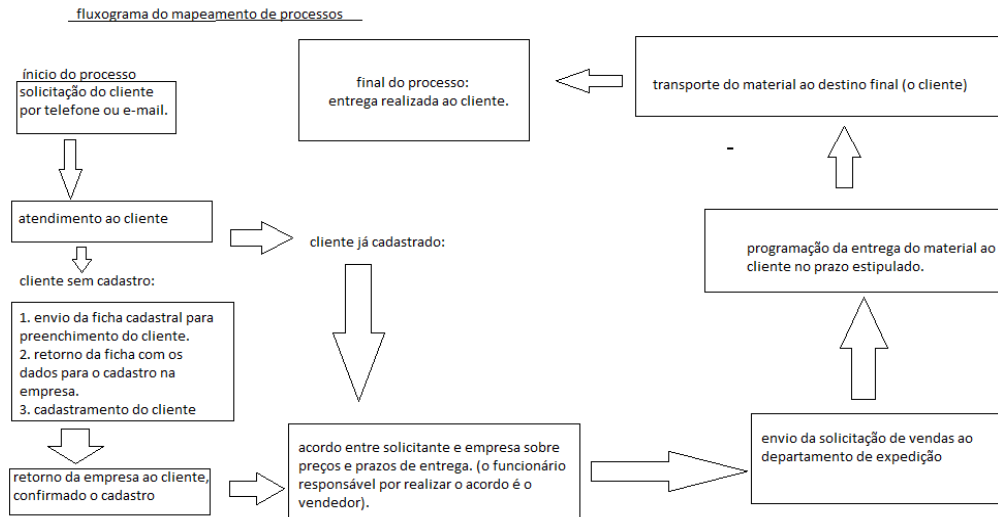 fluxograma do mapeamento de processos
ínicio do processo
solicitação do cliente
por telefone ou e-mail.
atendimento ao cliente
cliente sem cadastro:
1. envio da ficha cadastral para
preenchimento do cliente.
2. retorno da ficha com os
dados para o cadastro na
empresa.
3. cadastramento do cliente
retorno da empresa ao cliente,
confirmado o cadastro
cliente já cadastrado:
acordo entre solicitante e empresa sobre
preços e prazos de entrega. (o funcionário
responsável por realizar o acordo é o
vendedor).
envio da solicitação de vendas ao
departamento de expedição
programação da entrega do material ao
cliente no prazo estipulado.
transporte do material ao destino final (o cliente)
-
final do processo:
entrega realizada ao cliente.